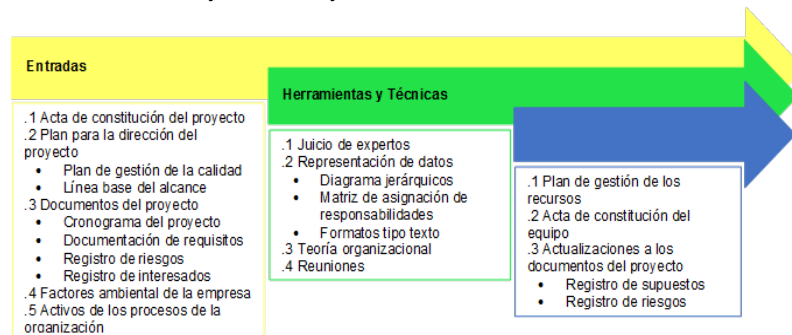 Entradas
.1 Acta de constitución del proyecto
.2 Plan para la dirección del
proyecto
• Plan de gestión de la calidad
• Línea base del alcance
.3 Documentos del proyecto
• Cronograma del proyecto
• Documentación de requisitos
• Registro de riesgos
• Registro de interesados
.4 Factores ambiental de la empresa
.5 Activos de los procesos de la
organización
Herramientas y Técnicas
.1 Juicio de expertos
.2 Representación de datos
• Diagrama jerárquicos
• Matriz de asignación de
responsabilidades
• Formatos tipo texto
.3 Teoría organizacional
.4 Reuniones
.1 Plan de gestión de los
recursos
.2 Acta de constitución del
equipo
.3 Actualizaciones a los
documentos del proyecto
• Registro de supuestos
• Registro de riesgos